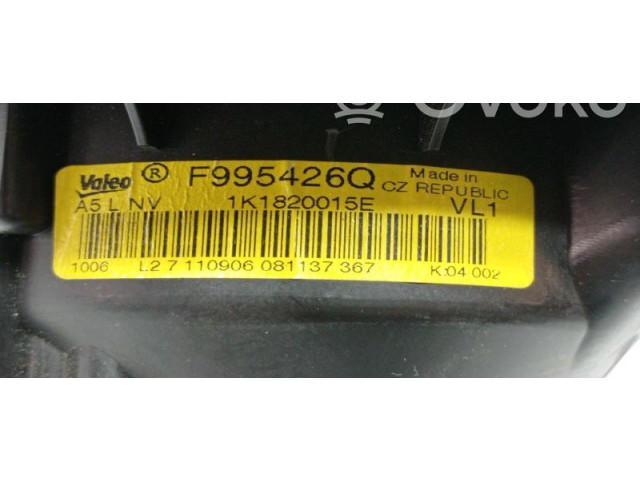 Valeo ® F995426Q Made in
CZ REPUBLIC
A5 L NV 1K1820015E VL1
1006 L2 7 110906 081137 367 K:04 002